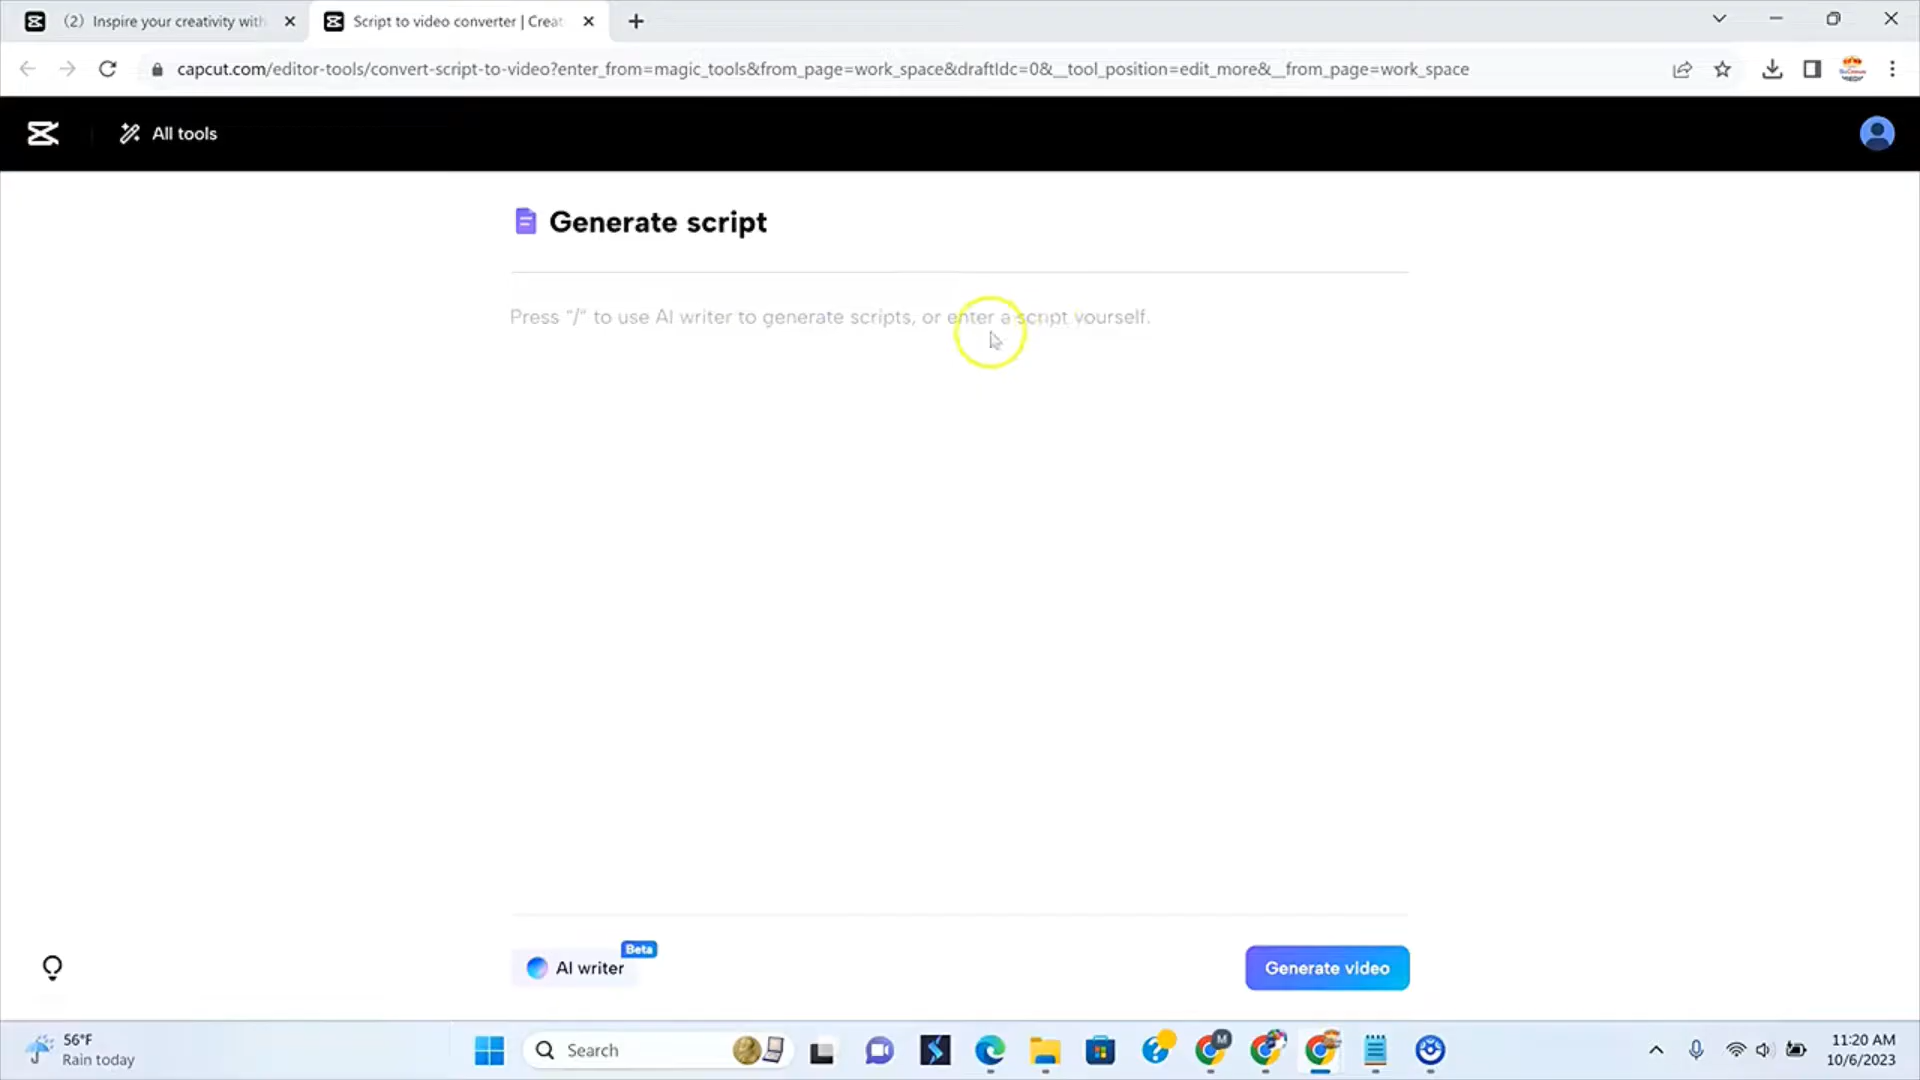 (2) Inspire your creativity with
Script to video converter | Creat
capcut.com/editor-tools/convert-script-to-video?enter_from=magic_tools&from_page=work_space&draftIdc=0&__tool_position=edit_more&__from_page=work_space
All tools
Generate script
Press "/" to use AI writer to generate scripts, or enter a script yourself.
Beta
AI writer
Generate video
56°F
Rain today
Search
M
11:20 AM
10/6/2023